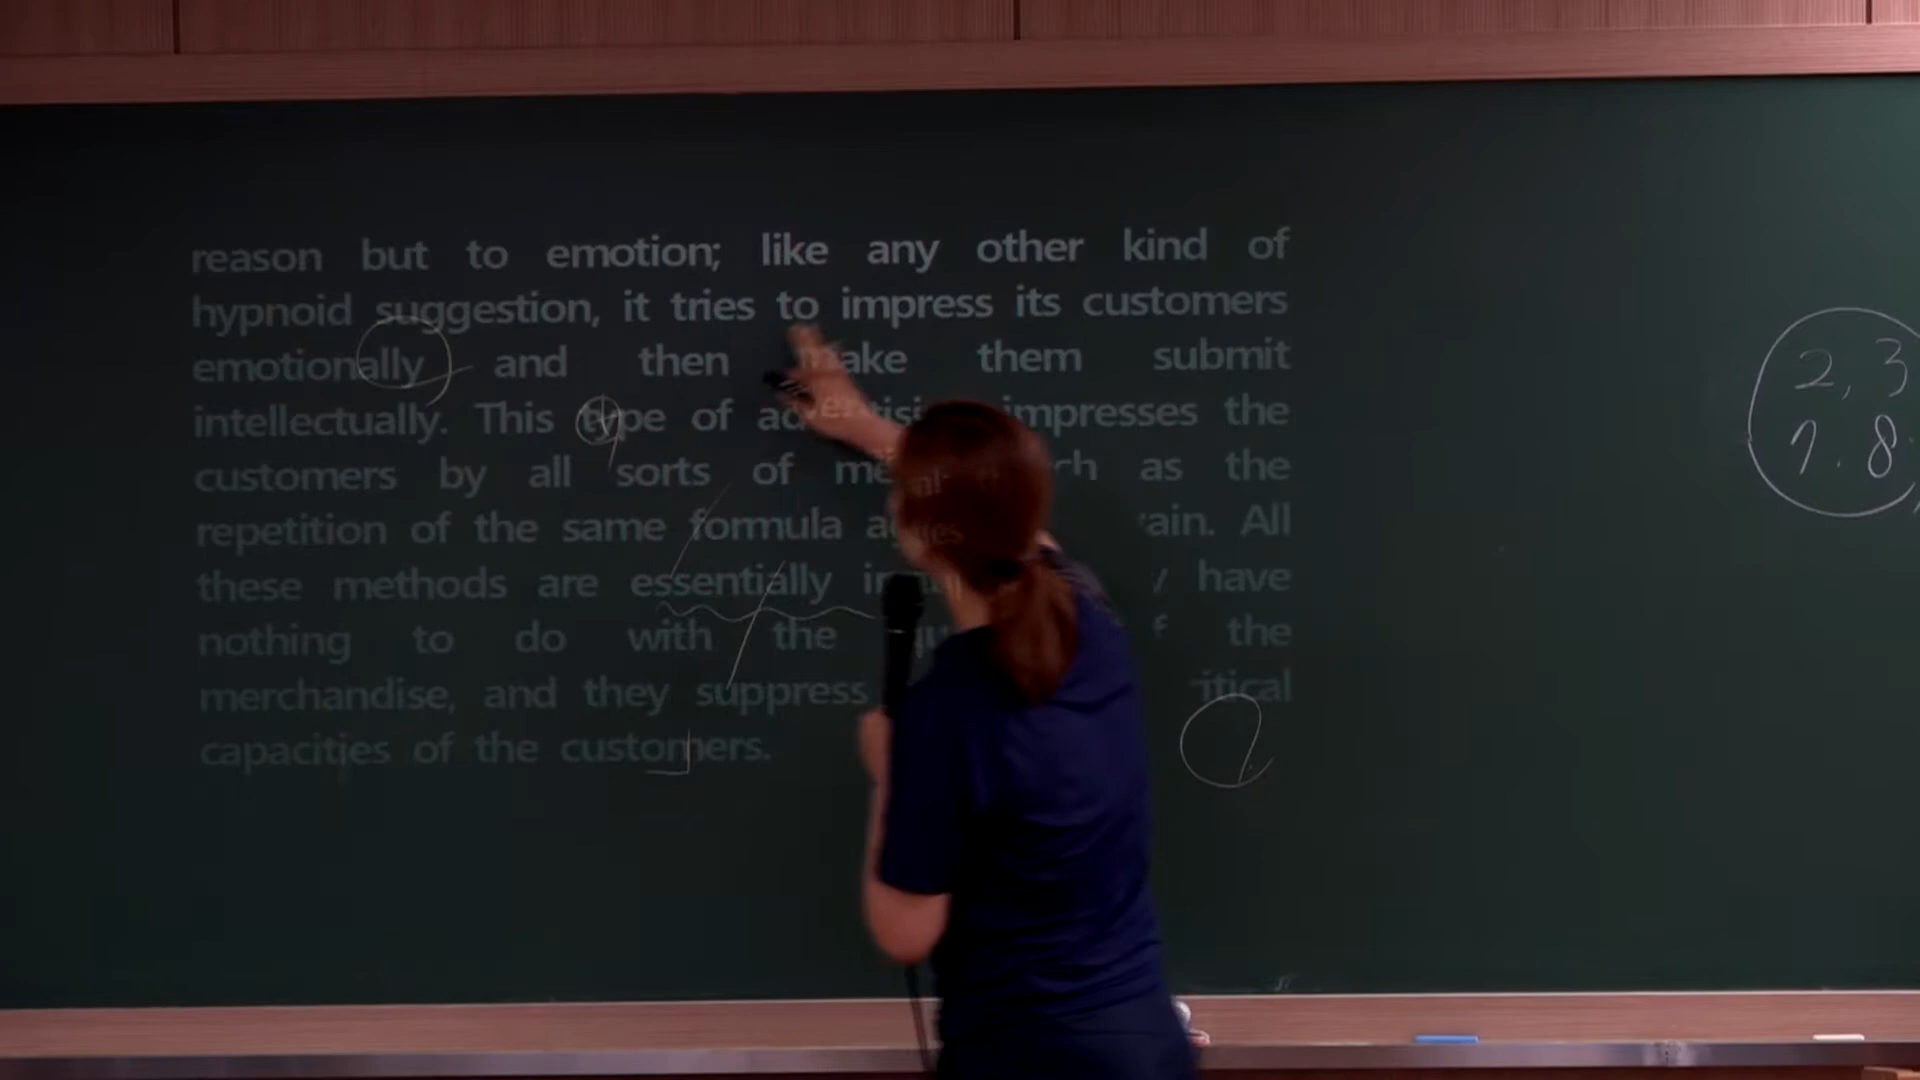 reason but to emotion; like any other kind of
hypnoid suggestion, it tries to impress its customers
emotionally and then make them submit
intellectually. This type of advertising impresses the
customers by all sorts of as the
repetition of the same formula All
these methods are essentially have
nothing to do with the the
merchandise, and they suppress
capacities of the customers.
2, 3
7. 8